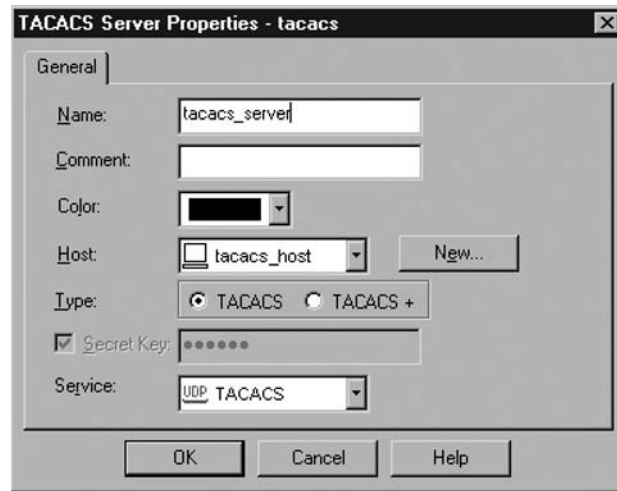 TACACS Server Properties - tacacs
General
Name: tacacs_server
Comment:
Color:
Host: tacacs_host New...
Type: TACACS TACACS +
Secret Key: ●●●●●●
Service: UDP TACACS
OK Cancel Help